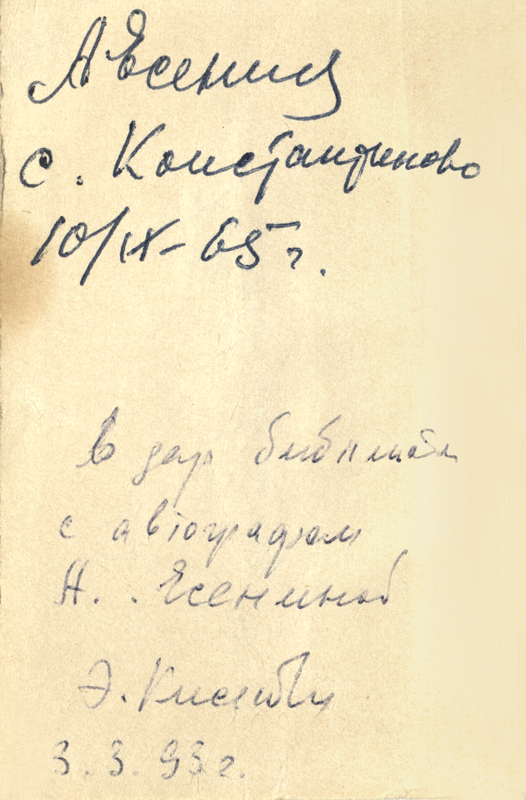 А Есенина
с. Константиново
10/IX - 65 г.
В дар библиотеке
с автографом
А. Есениной
Э.
3.3.93 г.